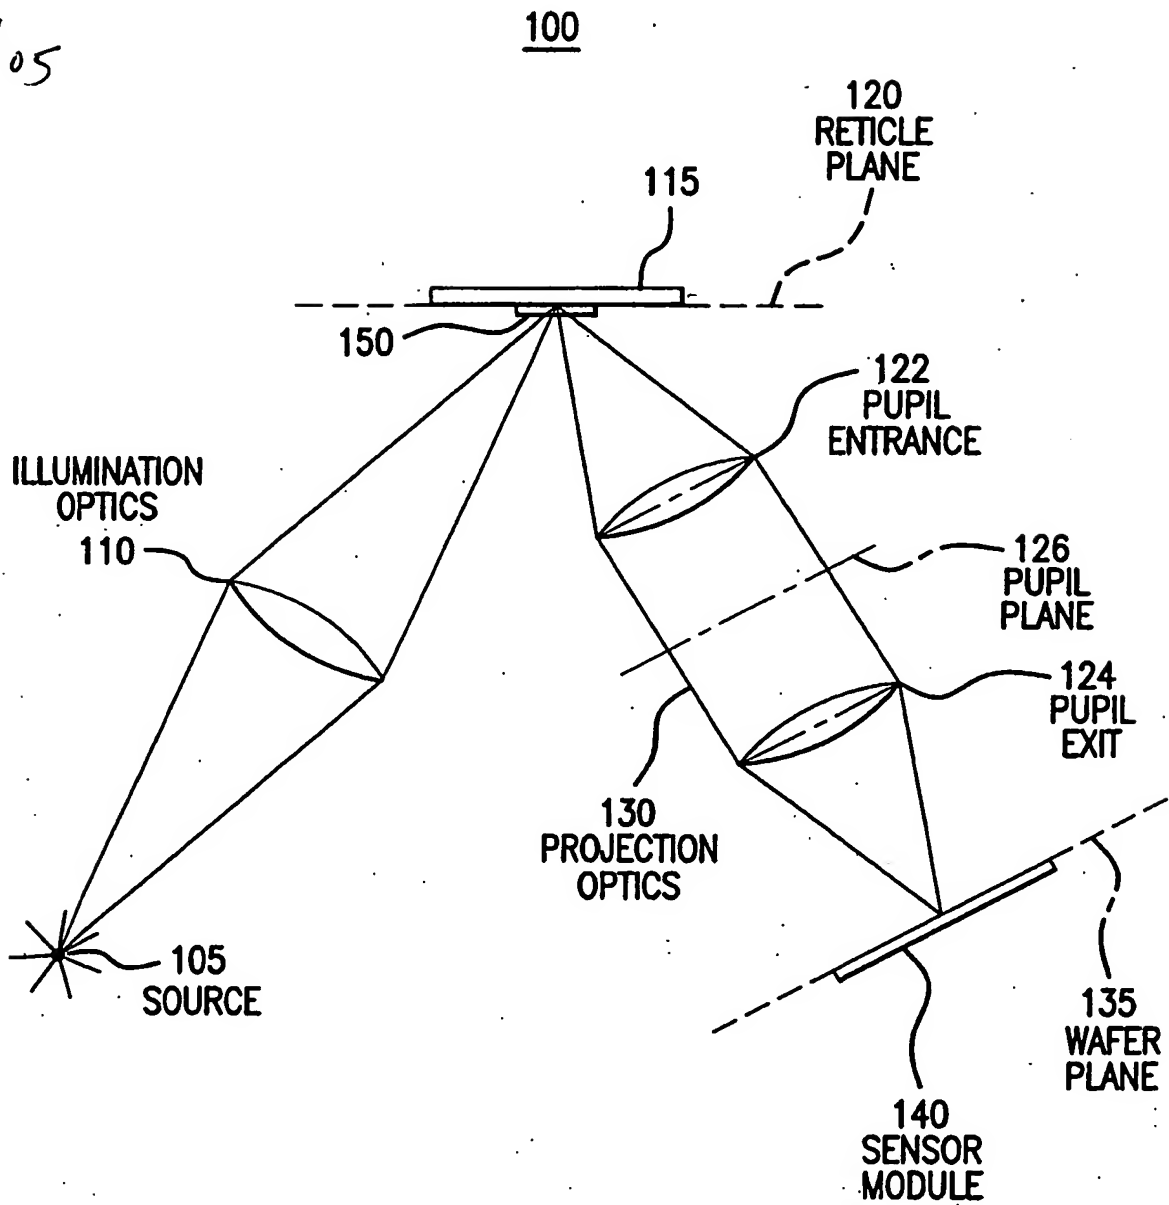 100
05
120
RETICLE
PLANE
115
150
122
PUPIL
ENTRANCE
ILLUMINATION
OPTICS
110
126
PUPIL
PLANE
124
PUPIL
EXIT
130
PROJECTION
OPTICS
105
SOURCE
135
WAFER
PLANE
140
SENSOR
MODULE